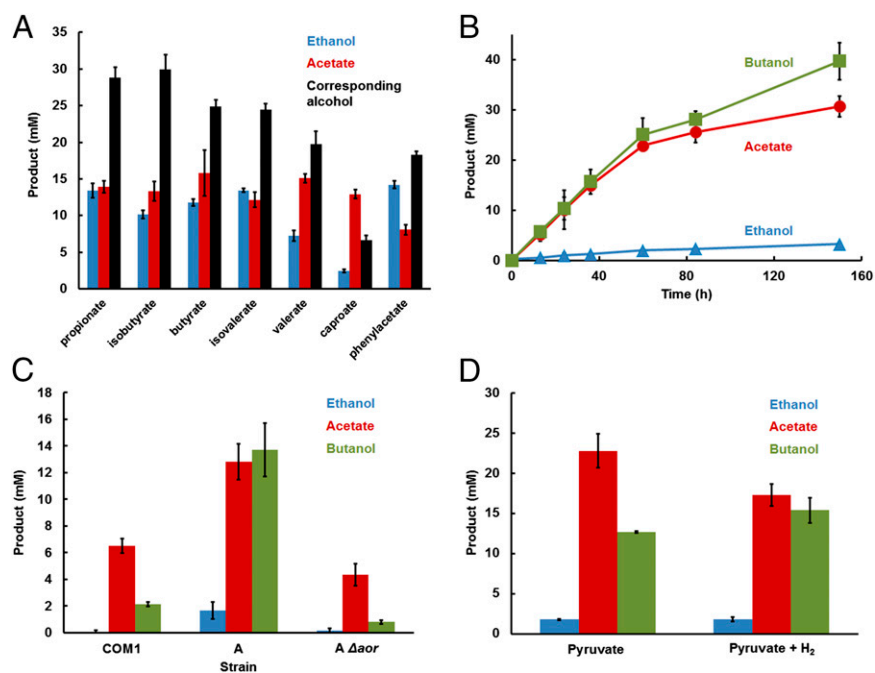 A
35
30
25
20
15
10
5
0
Product (mM)
Ethanol
Acetate
Corresponding
alcohol
propionate
isobutyrate
butyrate
isovalerate
valerate
caproate
phenylacetate
B
40
30
20
10
0
Product (mM)
Butanol
Acetate
Ethanol
0 40 80 120 160
Time (h)
C
18
16
14
12
10
8
6
4
2
0
Product (mM)
Ethanol
Acetate
Butanol
COM1 A A Δaor
Strain
D
30
25
20
15
10
5
0
Product (mM)
Ethanol
Acetate
Butanol
Pyruvate Pyruvate + H₂